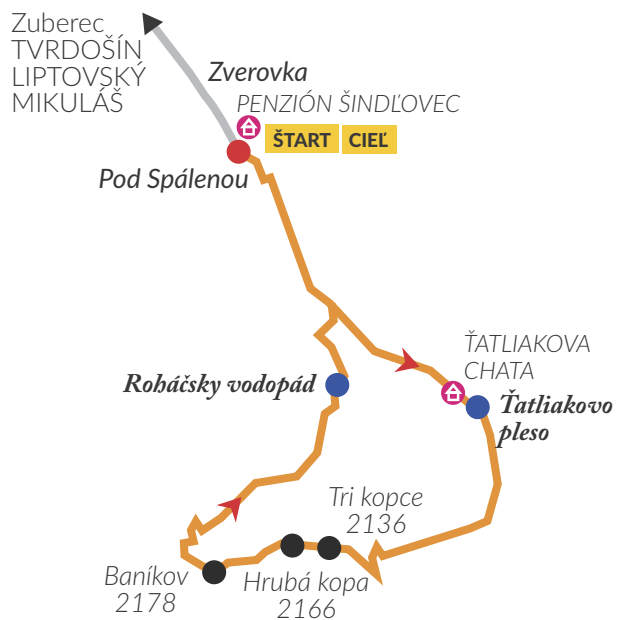 Zuberec
TVRDOŠÍN
LIPTOVSKÝ
MIKULÁŠ
Zverovka
PENZIÓN ŠINDĽOVEC
ŠTART CIEĽ
Pod Spálenou
ŤATLIAKOVA
CHATA
Roháčsky vodopád
Ťatliakovo
pleso
Tri kopce
2136
Baníkov
2178
Hrubá kopa
2166